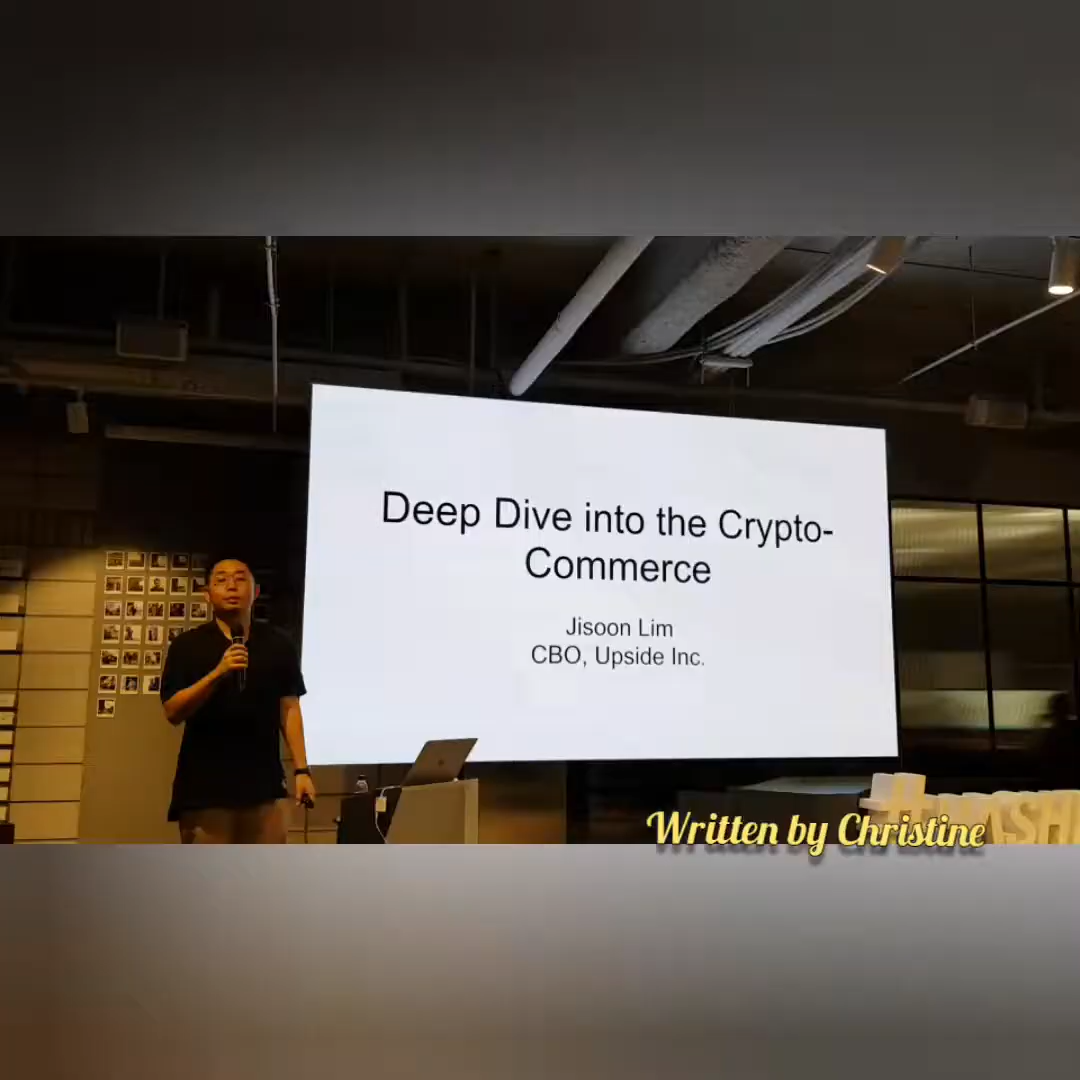 Deep Dive into the Crypto-
Commerce
Jisoon Lim
CBO, Upside Inc.
Written by Christine